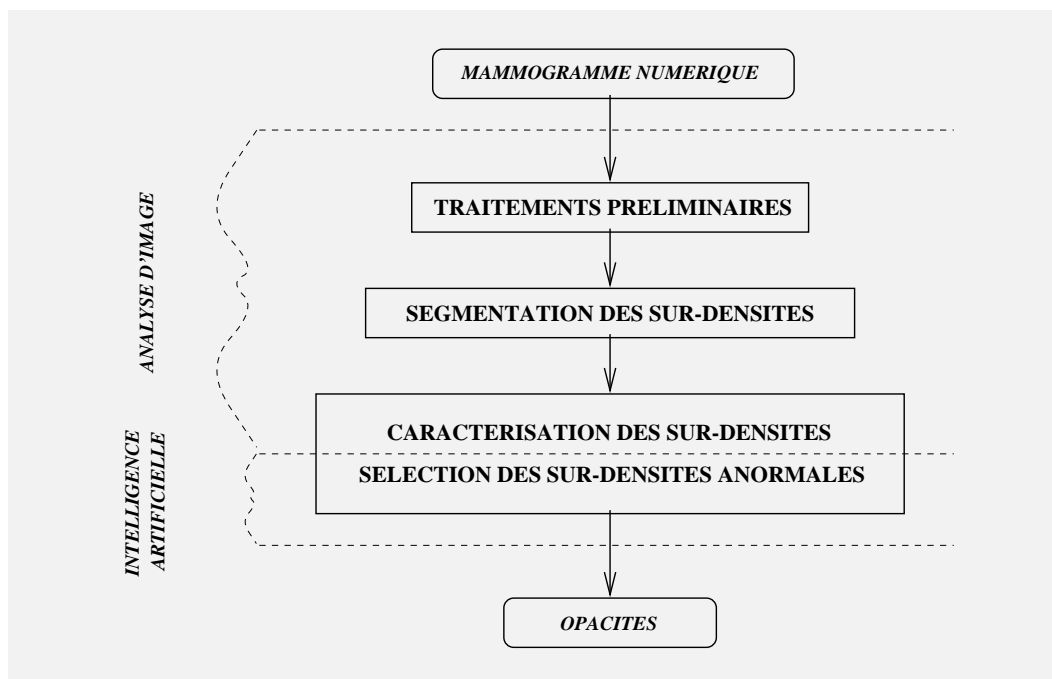 MAMMOGRAMME NUMERIQUE
ANALYSE D'IMAGE
TRAITEMENTS PRELIMINAIRES
SEGMENTATION DES SUR-DENSITES
CARACTERISATION DES SUR-DENSITES
INTELLIGENCE
ARTIFICIELLE
SELECTION DES SUR-DENSITES ANORMALES
OPACITES